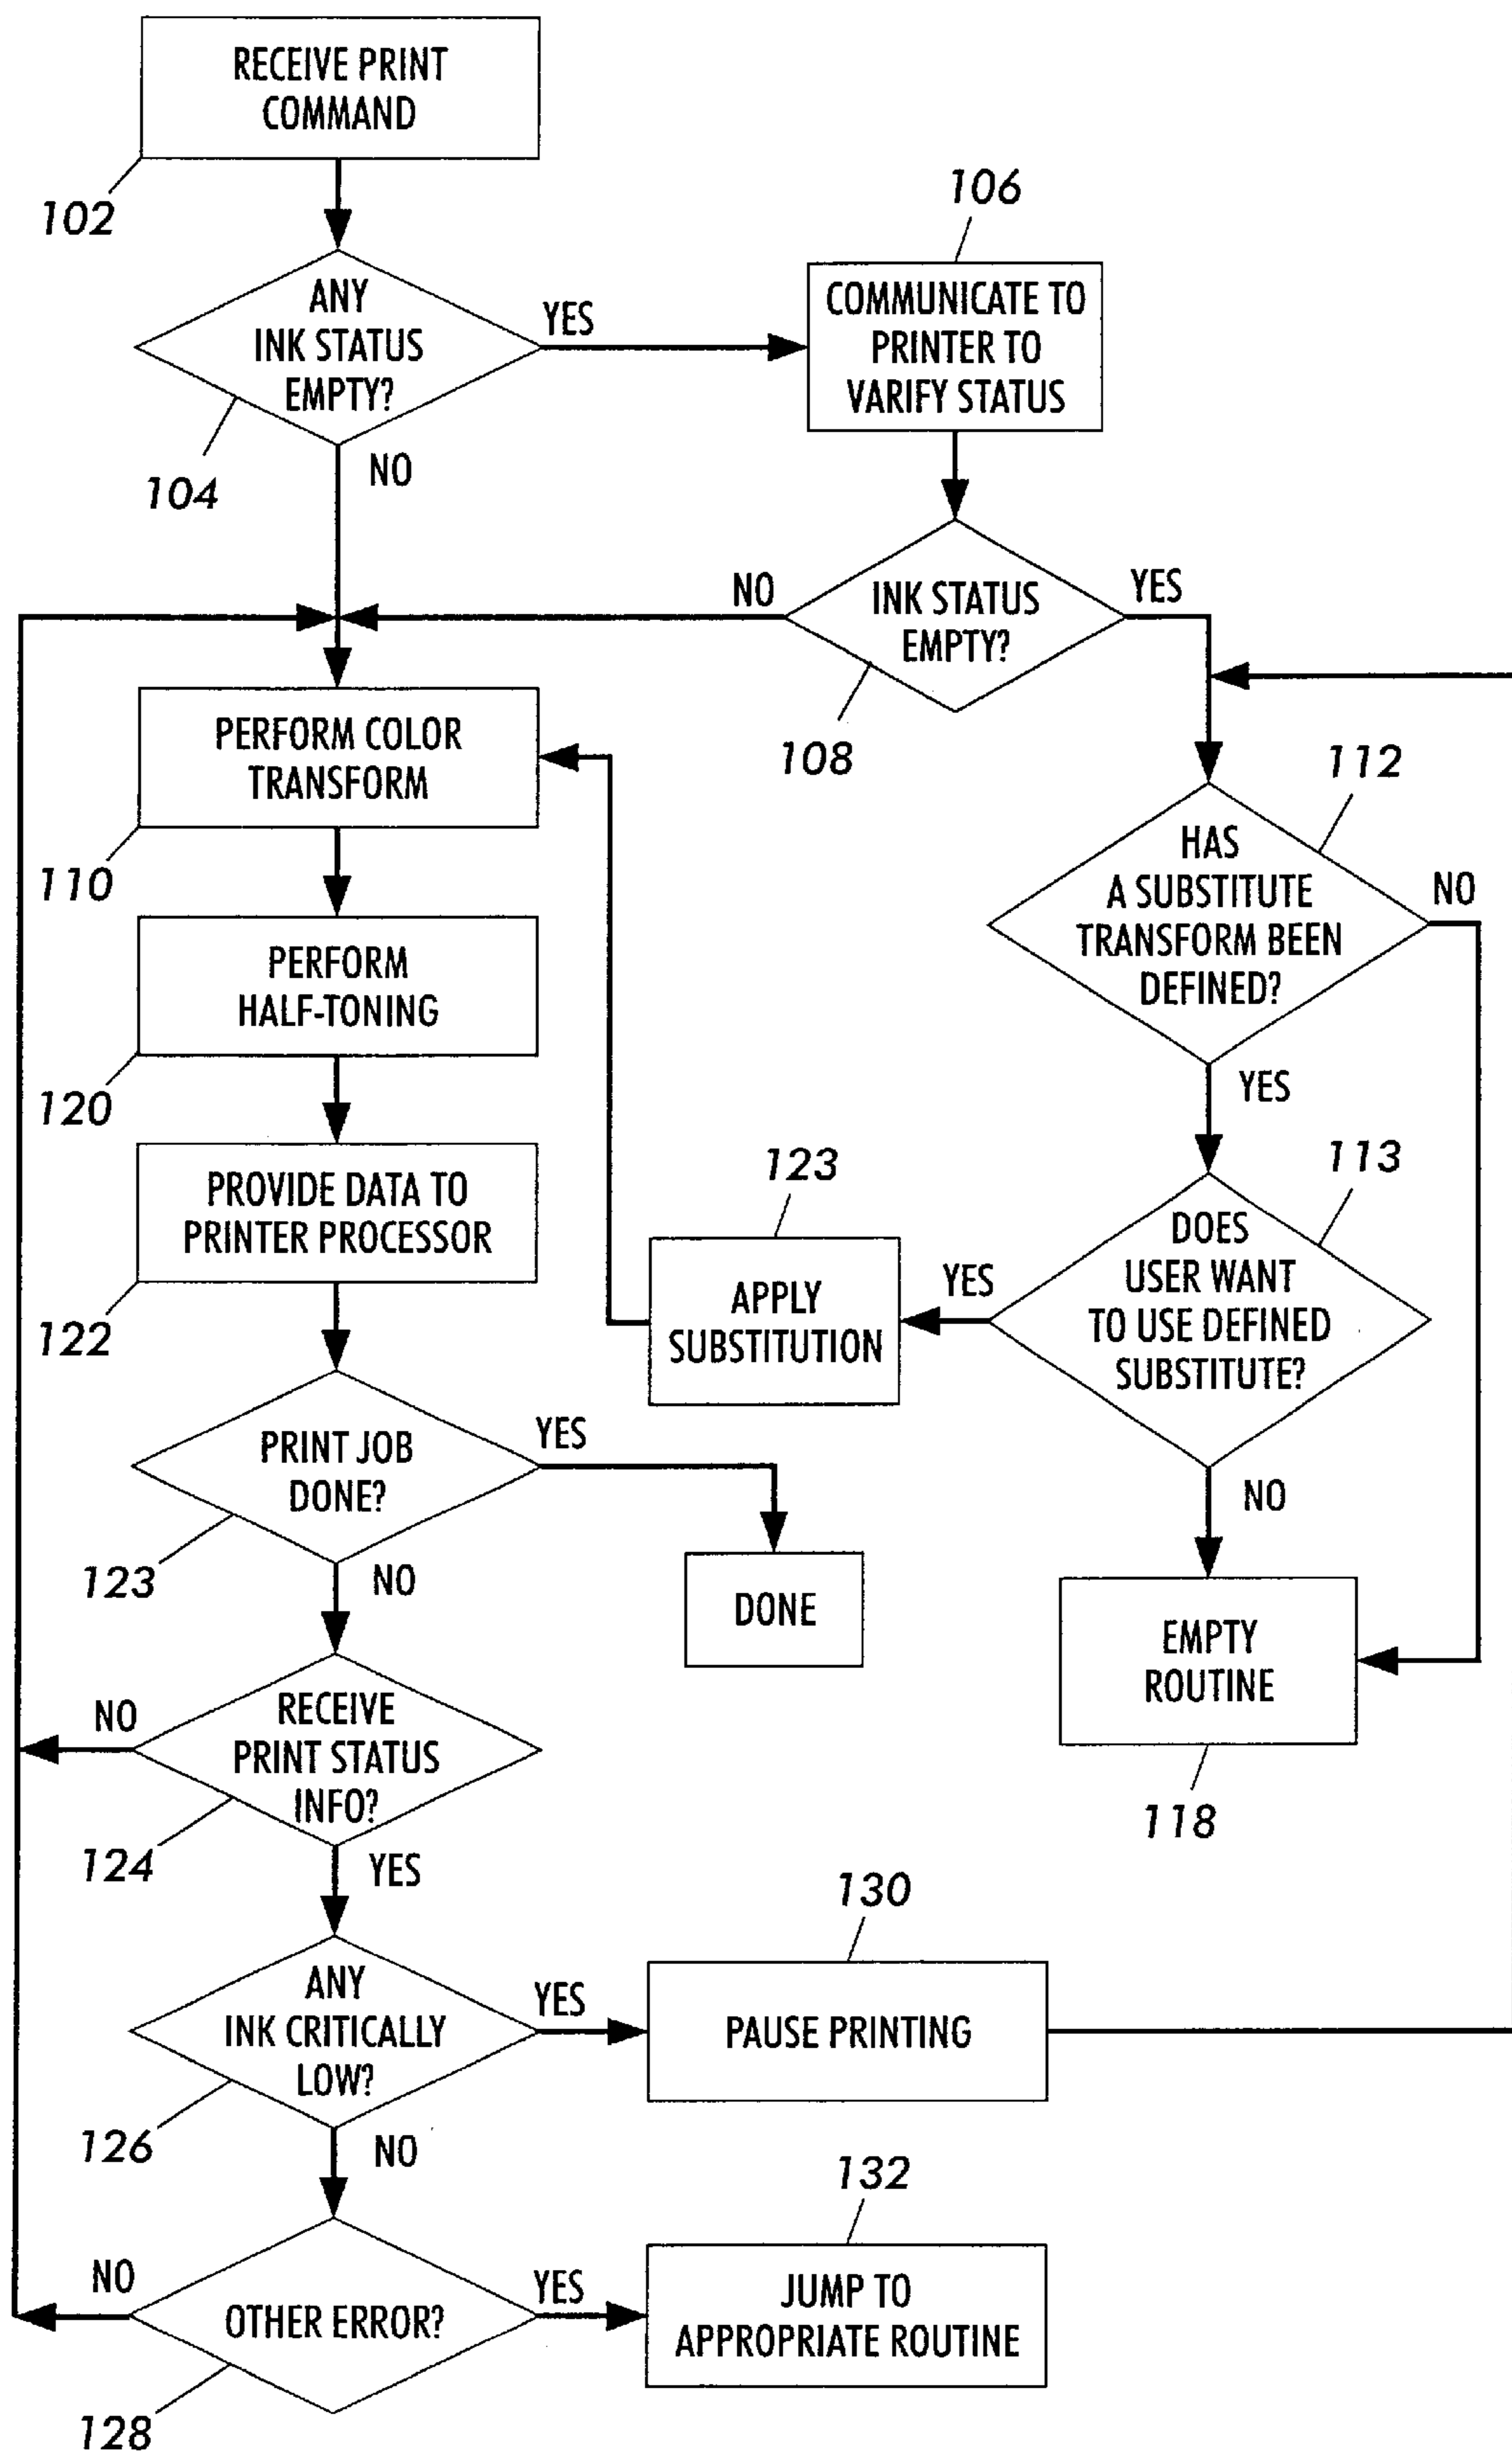 RECEIVE PRINT
COMMAND
102
ANY
INK STATUS
EMPTY?
104
YES
NO
106
COMMUNICATE TO
PRINTER TO
VARIFY STATUS
INK STATUS
EMPTY?
NO
YES
108
PERFORM COLOR
TRANSFORM
110
112
HAS
A SUBSTITUTE
TRANSFORM BEEN
DEFINED?
NO
YES
PERFORM
HALF-TONING
120
PROVIDE DATA TO
PRINTER PROCESSOR
122
123
APPLY
SUBSTITUTION
YES
113
DOES
USER WANT
TO USE DEFINED
SUBSTITUTE?
NO
PRINT JOB
DONE?
YES
123
NO
DONE
EMPTY
ROUTINE
118
RECEIVE
PRINT STATUS
INFO?
NO
124
YES
130
ANY
INK CRITICALLY
LOW?
YES
PAUSE PRINTING
126
NO
132
OTHER ERROR?
NO
YES
JUMP TO
APPROPRIATE ROUTINE
128